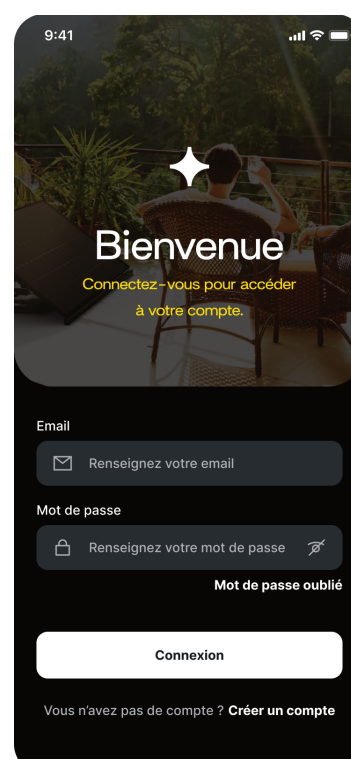 9:41
Bienvenue
Connectez-vous pour accéder
à votre compte.
Email
Renseignez votre email
Mot de passe
Renseignez votre mot de passe
Mot de passe oublié
Connexion
Vous n’avez pas de compte ? Créer un compte